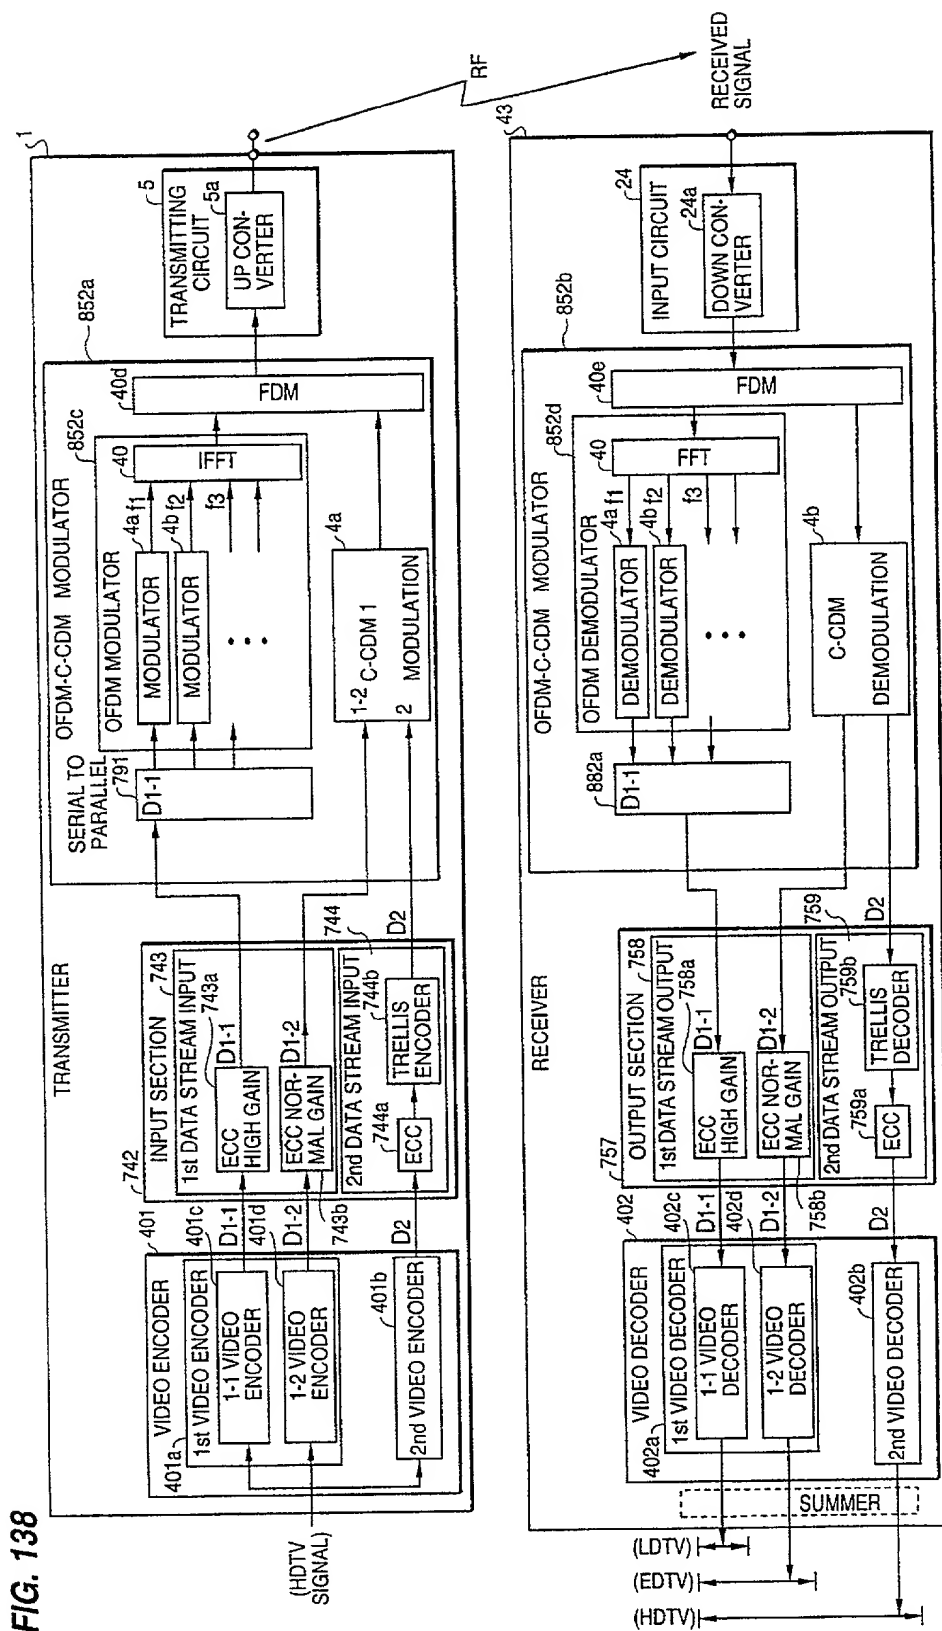 FIG. 138
TRANSMITTER
1
(HDTV
SIGNAL)
VIDEO ENCODER
401
401a
1st VIDEO ENCODER
401c
1-1 VIDEO
ENCODER
401d
1-2 VIDEO
ENCODER
401b
2nd VIDEO ENCODER
D1-1
D1-2
D2
742
INPUT SECTION
743
1st DATA STREAM INPUT
743a
ECC
HIGH GAIN
D1-1
ECC NOR-
MAL GAIN
D1-2
743b
744
2nd DATA STREAM INPUT
744a
ECC
744b
TRELLIS
ENCODER
D2
852a
OFDM-C-CDM MODULATOR
SERIAL TO
PARALLEL
791
D1-1
852c
OFDM MODULATOR
4a
MODULATOR
f1
4b
MODULATOR
f2
f3
40
IFFT
4a
1-2
C-CDM 1
2
MODULATION
40d
FDM
5
TRANSMITTING
CIRCUIT
5a
UP CON-
VERTER
RF
RECEIVED
SIGNAL
RECEIVER
43
INPUT CIRCUIT
24
24a
DOWN CON-
VERTER
852b
OFDM-C-CDM MODULATOR
40e
FDM
852d
OFDM DEMODULATOR
40
FFT
f1
4a
DEMODULATOR
f2
4b
DEMODULATOR
f3
882a
D1-1
4b
C-CDM
DEMODULATION
D2
757
OUTPUT SECTION
758
1st DATA STREAM OUTPUT
758a
ECC
HIGH GAIN
D1-1
ECC NOR-
MAL GAIN
D1-2
758b
759
2nd DATA STREAM OUTPUT
759a
ECC
759b
TRELLIS
DECODER
D1-1
D1-2
D2
402
VIDEO DECODER
402a
1st VIDEO DECODER
402c
1-1 VIDEO
DECODER
402d
1-2 VIDEO
DECODER
402b
2nd VIDEO DECODER
SUMMER
(LDTV)
(EDTV)
(HDTV)